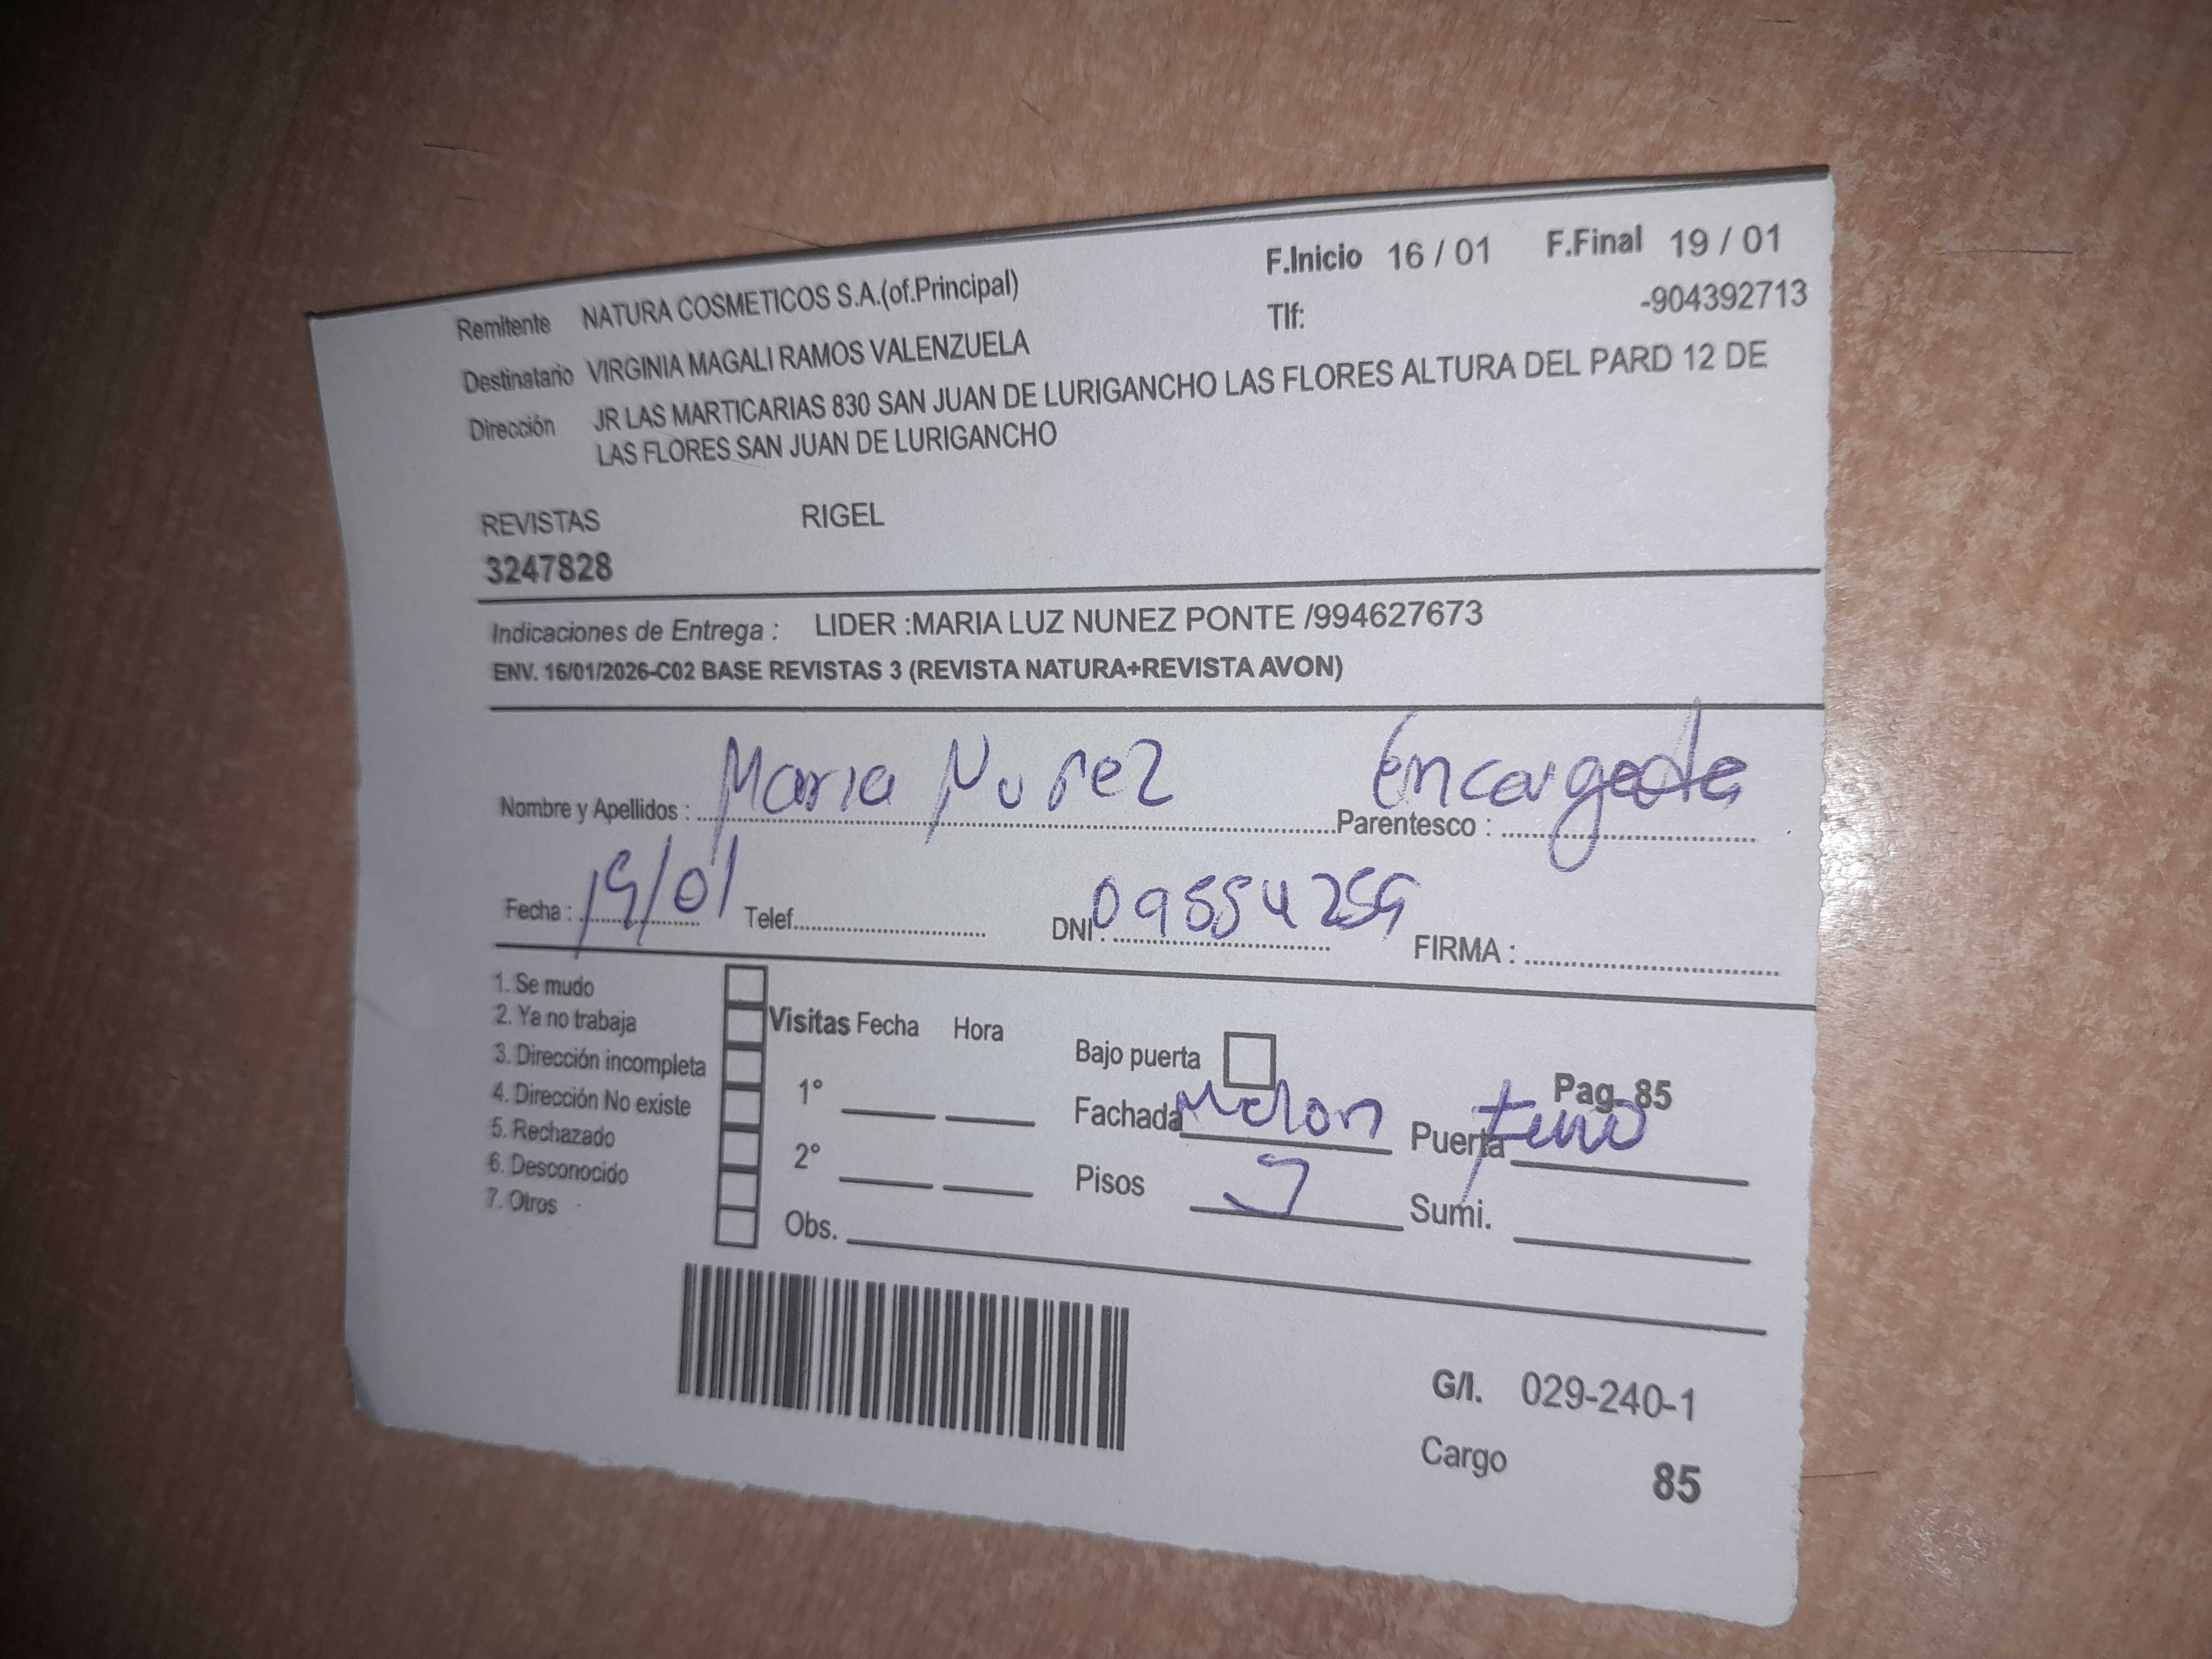 F.Inicio 16 / 01 F.Final 19 / 01
Remitente NATURA COSMETICOS S.A.(of.Principal) Tlf: -904392713
Destinatario VIRGINIA MAGALI RAMOS VALENZUELA
Dirección JR LAS MARTICARIAS 830 SAN JUAN DE LURIGANCHO LAS FLORES ALTURA DEL PARD 12 DE
LAS FLORES SAN JUAN DE LURIGANCHO
REVISTAS RIGEL
3247828
Indicaciones de Entrega : LIDER :MARIA LUZ NUNEZ PONTE /994627673
ENV. 16/01/2026-C02 BASE REVISTAS 3 (REVISTA NATURA+REVISTA AVON)
Nombre y Apellidos : Maria Nuñez Parentesco : Encargada
Fecha : 19/01 Telef. DNI : FIRMA :
1. Se mudo
2. Ya no trabaja
3. Dirección incompleta
4. Dirección No existe
5. Rechazado
6. Desconocido
7. Otros
Visitas Fecha Hora
1°
2°
Obs.
Bajo puerta
Pag. 85
Fachada Melon Puerta
Pisos Sumi.
G/I. 029-240-1
Cargo 85